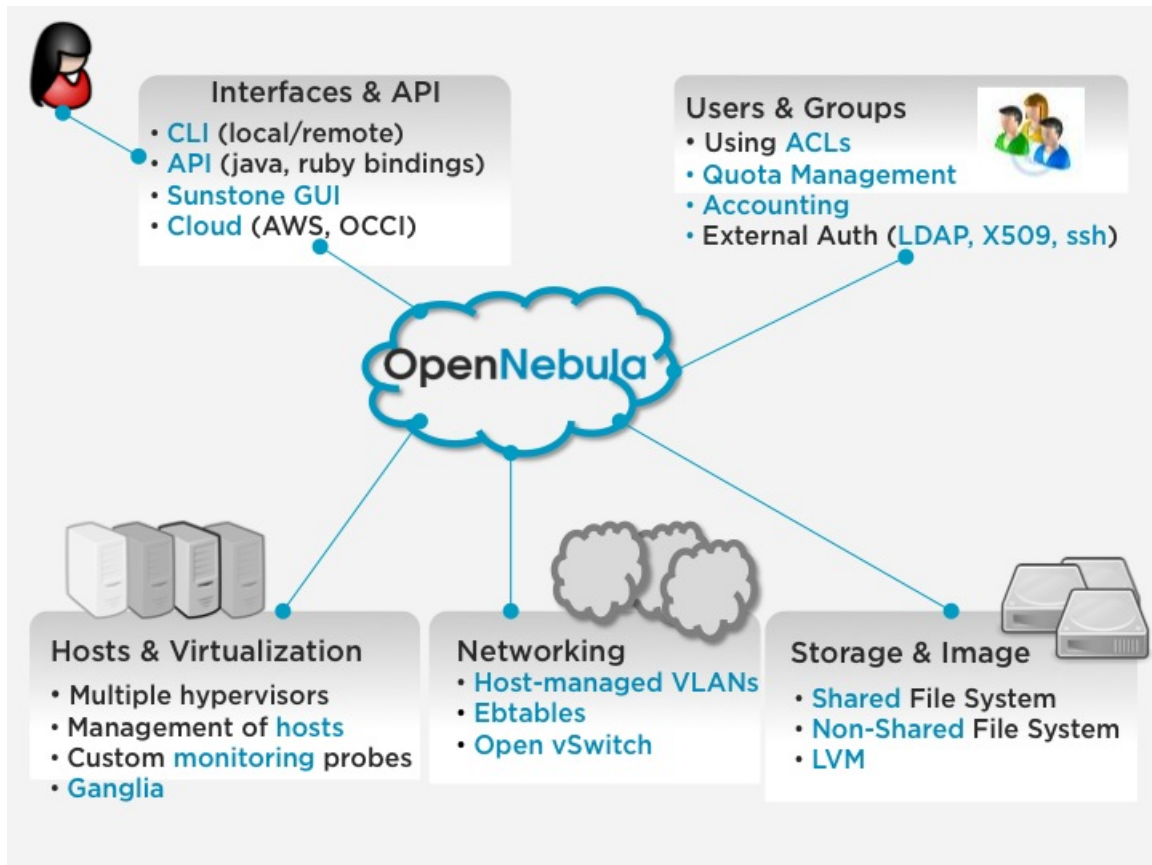 Interfaces & API
• CLI (local/remote)
• API (java, ruby bindings)
• Sunstone GUI
• Cloud (AWS, OCCI)
Users & Groups
• Using ACLs
• Quota Management
• Accounting
• External Auth (LDAP, X509, ssh)
OpenNebula
Hosts & Virtualization
• Multiple hypervisors
• Management of hosts
• Custom monitoring probes
• Ganglia
Networking
• Host-managed VLANs
• Ebtables
• Open vSwitch
Storage & Image
• Shared File System
• Non-Shared File System
• LVM